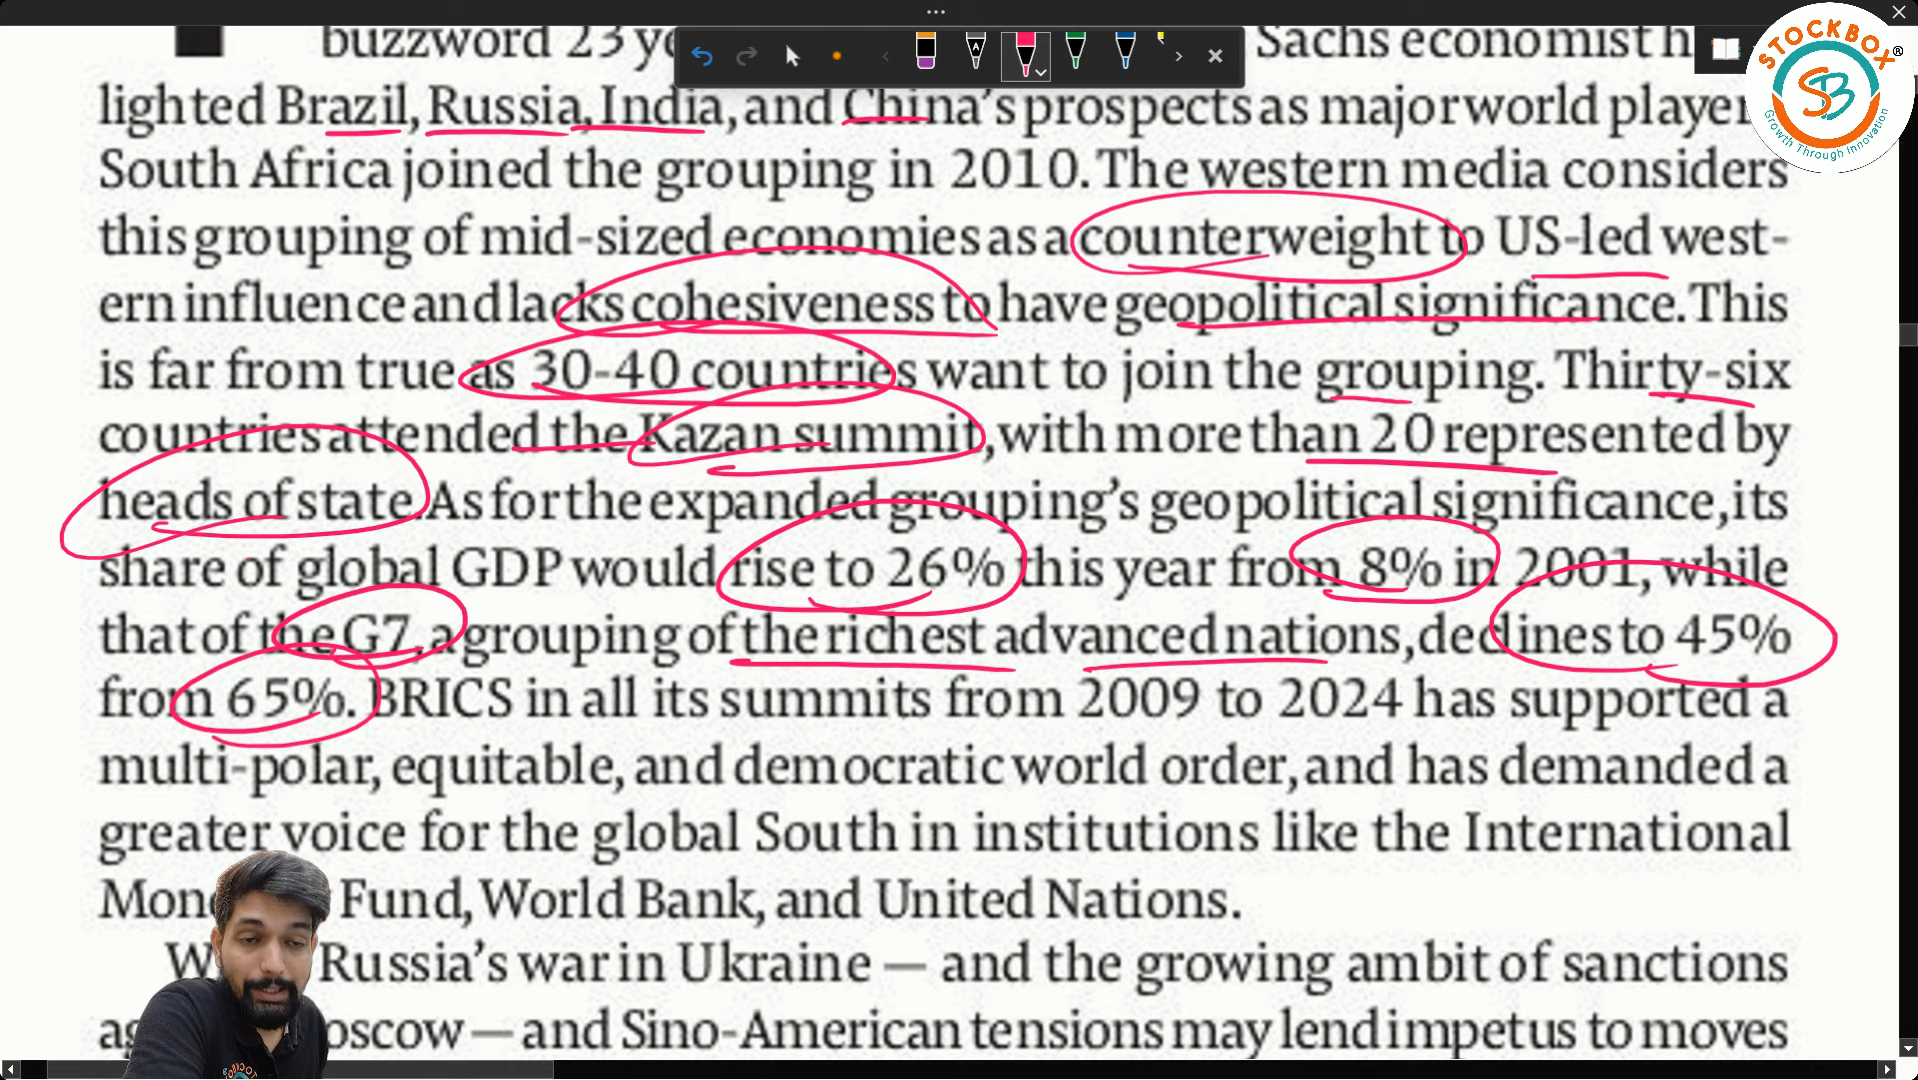 buzzword 23 ye
Sachs economist h
lighted Brazil, Russia, India, and China's prospects as major world player
South Africa joined the grouping in 2010. The western media considers
this grouping of mid-sized economies as a counterweight to US-led west-
ern influence and lacks cohesiveness to have geopolitical significance. This
is far from true as 30-40 countries want to join the grouping. Thirty-six
countries attended the Kazan summit, with more than 20 represented by
heads of state. As for the expanded grouping's geopolitical significance, its
share of global GDP would rise to 26% this year from 8% in 2001, while
that of the G7, a grouping of the richest advanced nations, declines to 45%
from 65%. BRICS in all its summits from 2009 to 2024 has supported a
multi-polar, equitable, and democratic world order, and has demanded a
greater voice for the global South in institutions like the International
Mone Fund, World Bank, and United Nations.
W Russia's war in Ukraine — and the growing ambit of sanctions
ag oscow — and Sino-American tensions may lend impetus to moves
STOCKBOX®
SB
Growth Through Innovation